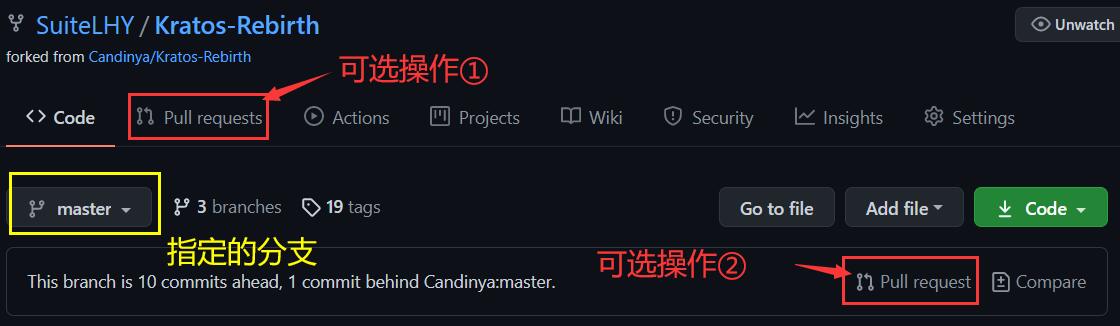 SuiteLHY / Kratos-Rebirth
Unwatch
forked from Candinya/Kratos-Rebirth
可选操作①
Code Pull requests Actions Projects Wiki Security Insights Settings
master 3 branches 19 tags Go to file Add file Code
指定的分支
可选操作②
This branch is 10 commits ahead, 1 commit behind Candinya:master. Pull request Compare